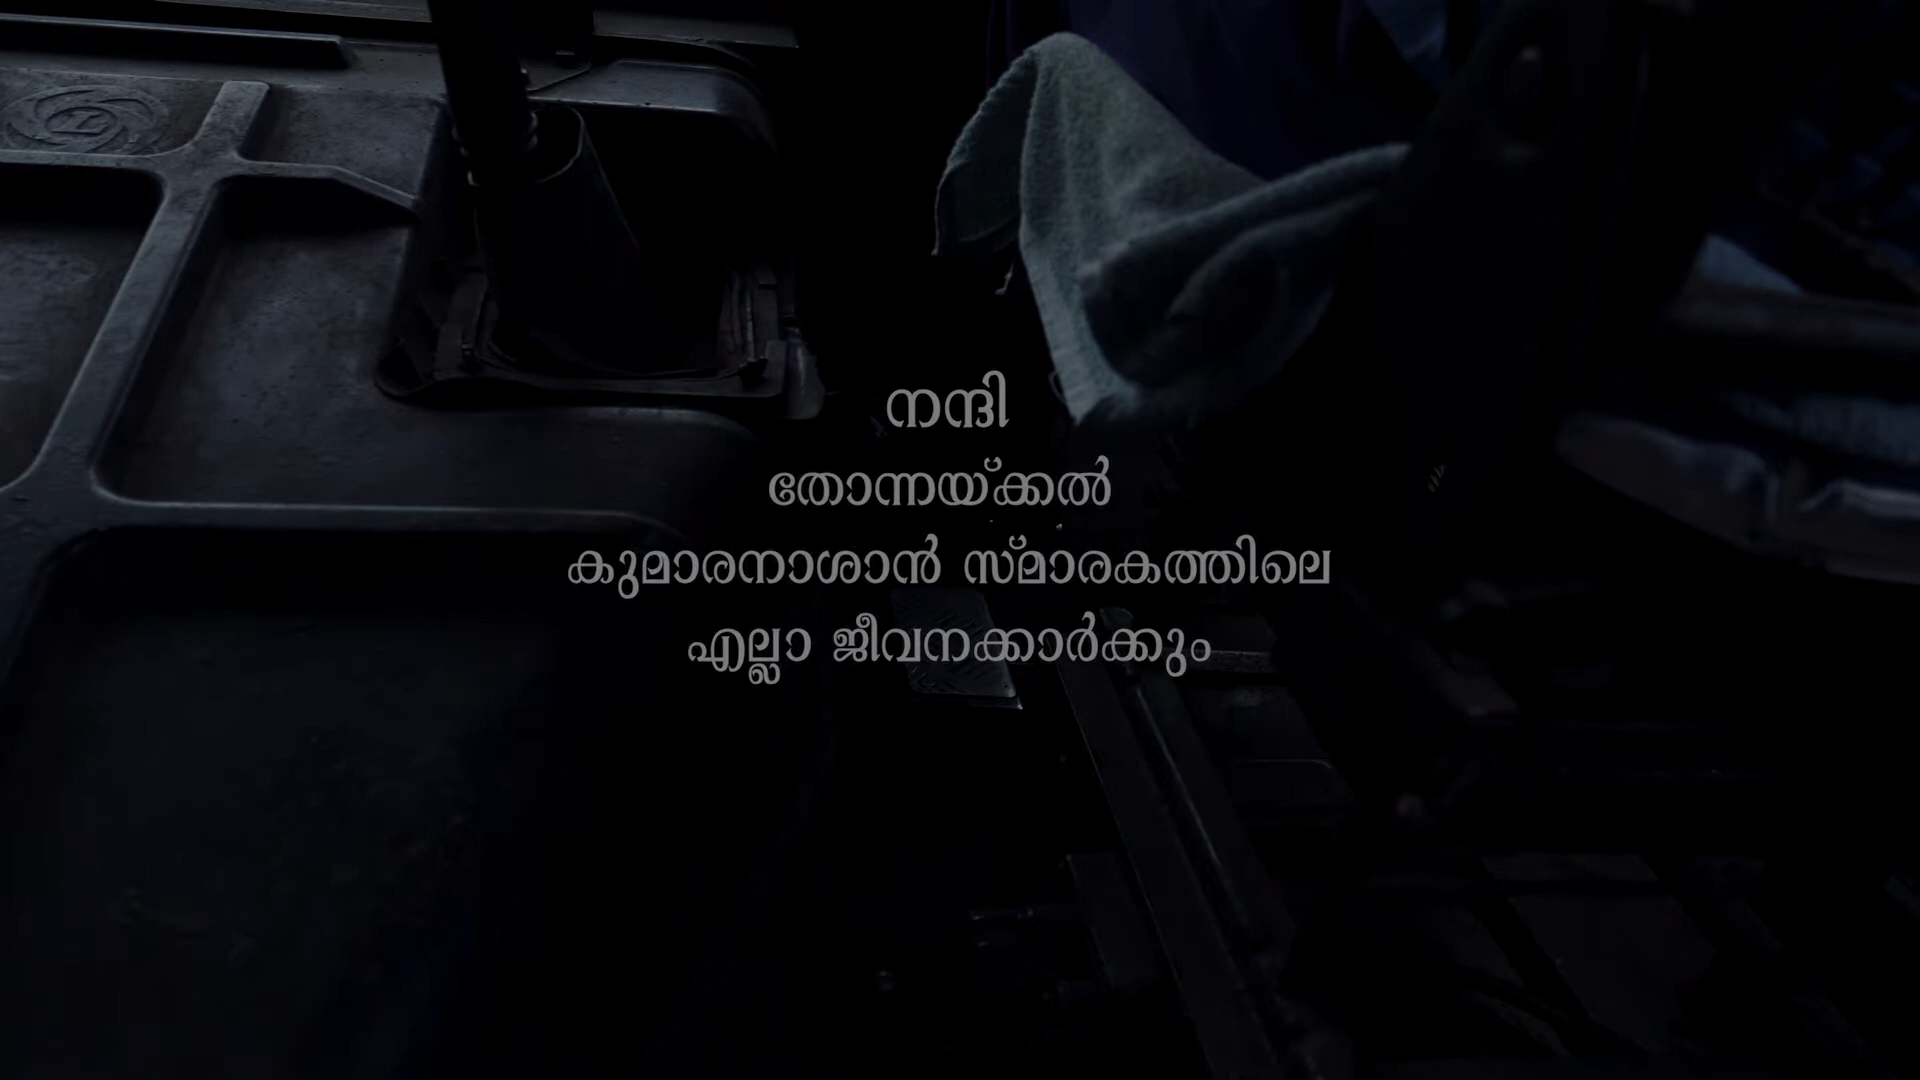 നന്ദി
തോന്നയ്ക്കൽ
കുമാരനാശാൻ സ്മാരകത്തിലെ
എല്ലാ ജീവനക്കാർക്കും